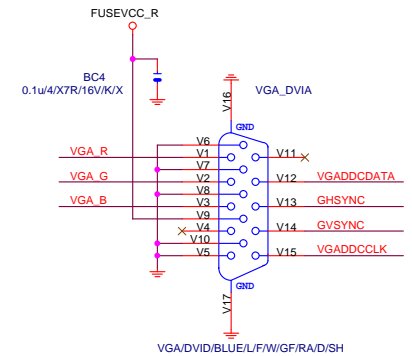 FUSEVCC_R
BC4
0.1u/4/X7R/16V/K/X
VGA_DVIA
V16
GND
V6
VGA_R V1 V11
V7
VGA_G V2 V12 VGADDCDATA
V8
VGA_B V3 V13 GHSYNC
V9
V4 V14 GVSYNC
V10
V5 V15 VGADDCCLK
GND
V17
VGA/DVID/BLUE/L/F/W/GF/RA/D/SH